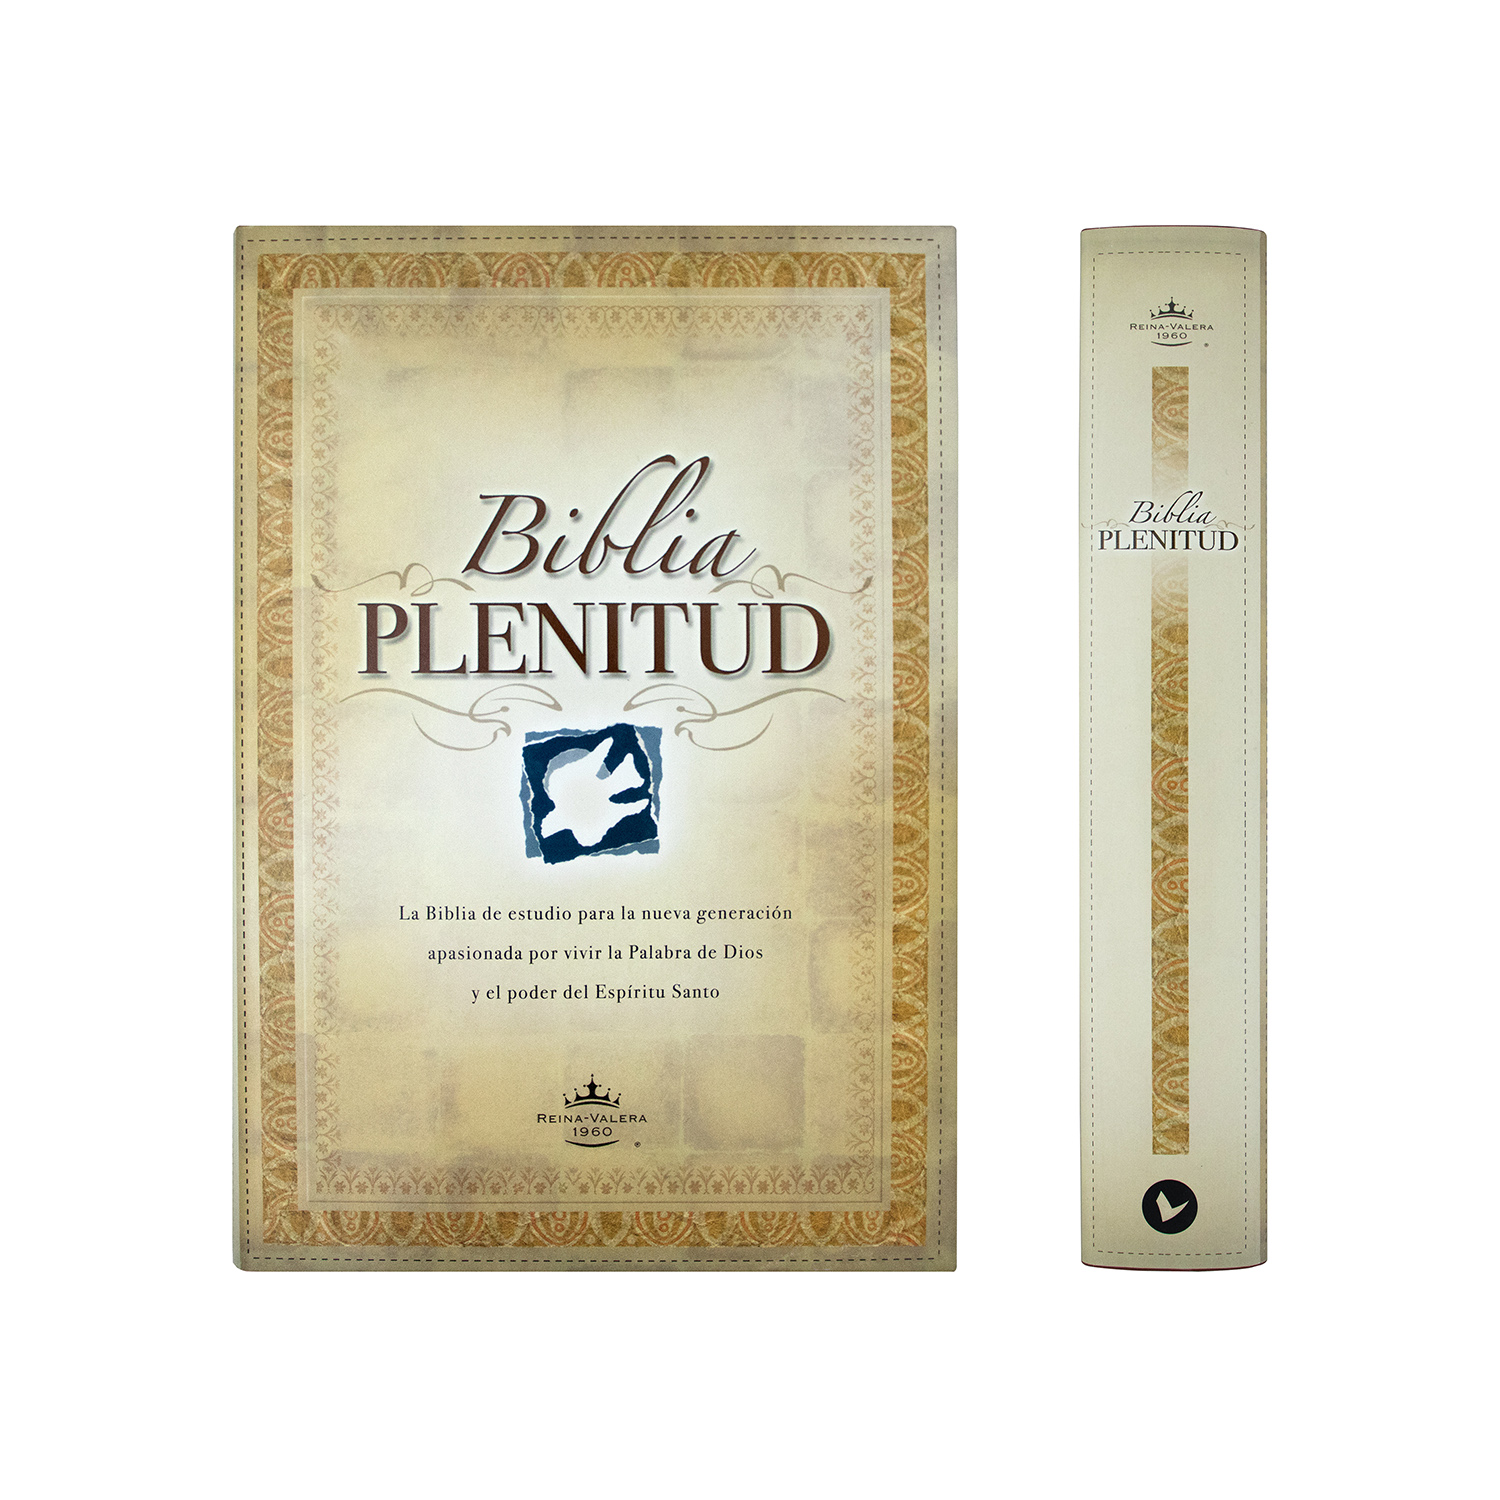 Biblia
PLENITUD
La Biblia de estudio para la nueva generación
apasionada por vivir la Palabra de Dios
y el poder del Espíritu Santo
REINA-VALERA
1960
®
REINA-VALERA
1960
®
Biblia
PLENITUD